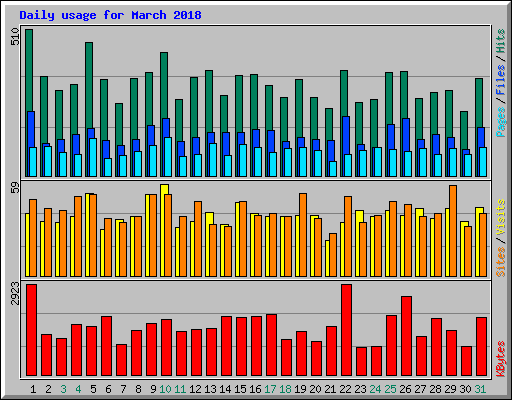 Daily usage for March 2018
510
Pages / Files / Hits
59
Sites / Visits
2923
KBytes
1 2 3 4 5 6 7 8 9 10 11 12 13 14 15 16 17 18 19 20 21 22 23 24 25 26 27 28 29 30 31